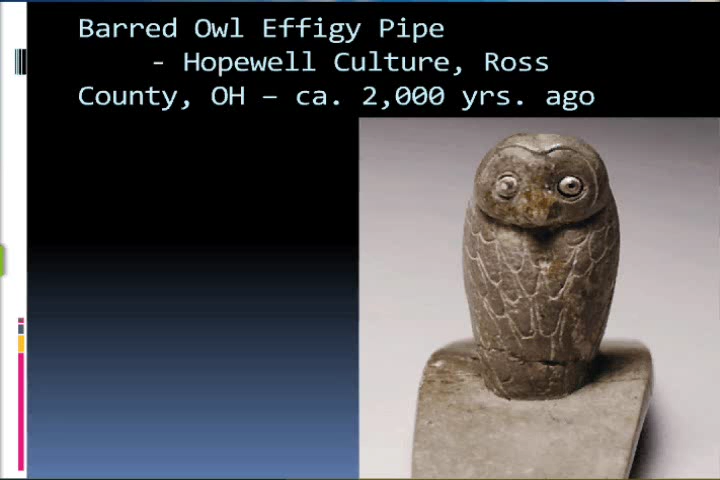 Barred Owl Effigy Pipe
- Hopewell Culture, Ross
County, OH – ca. 2,000 yrs. ago